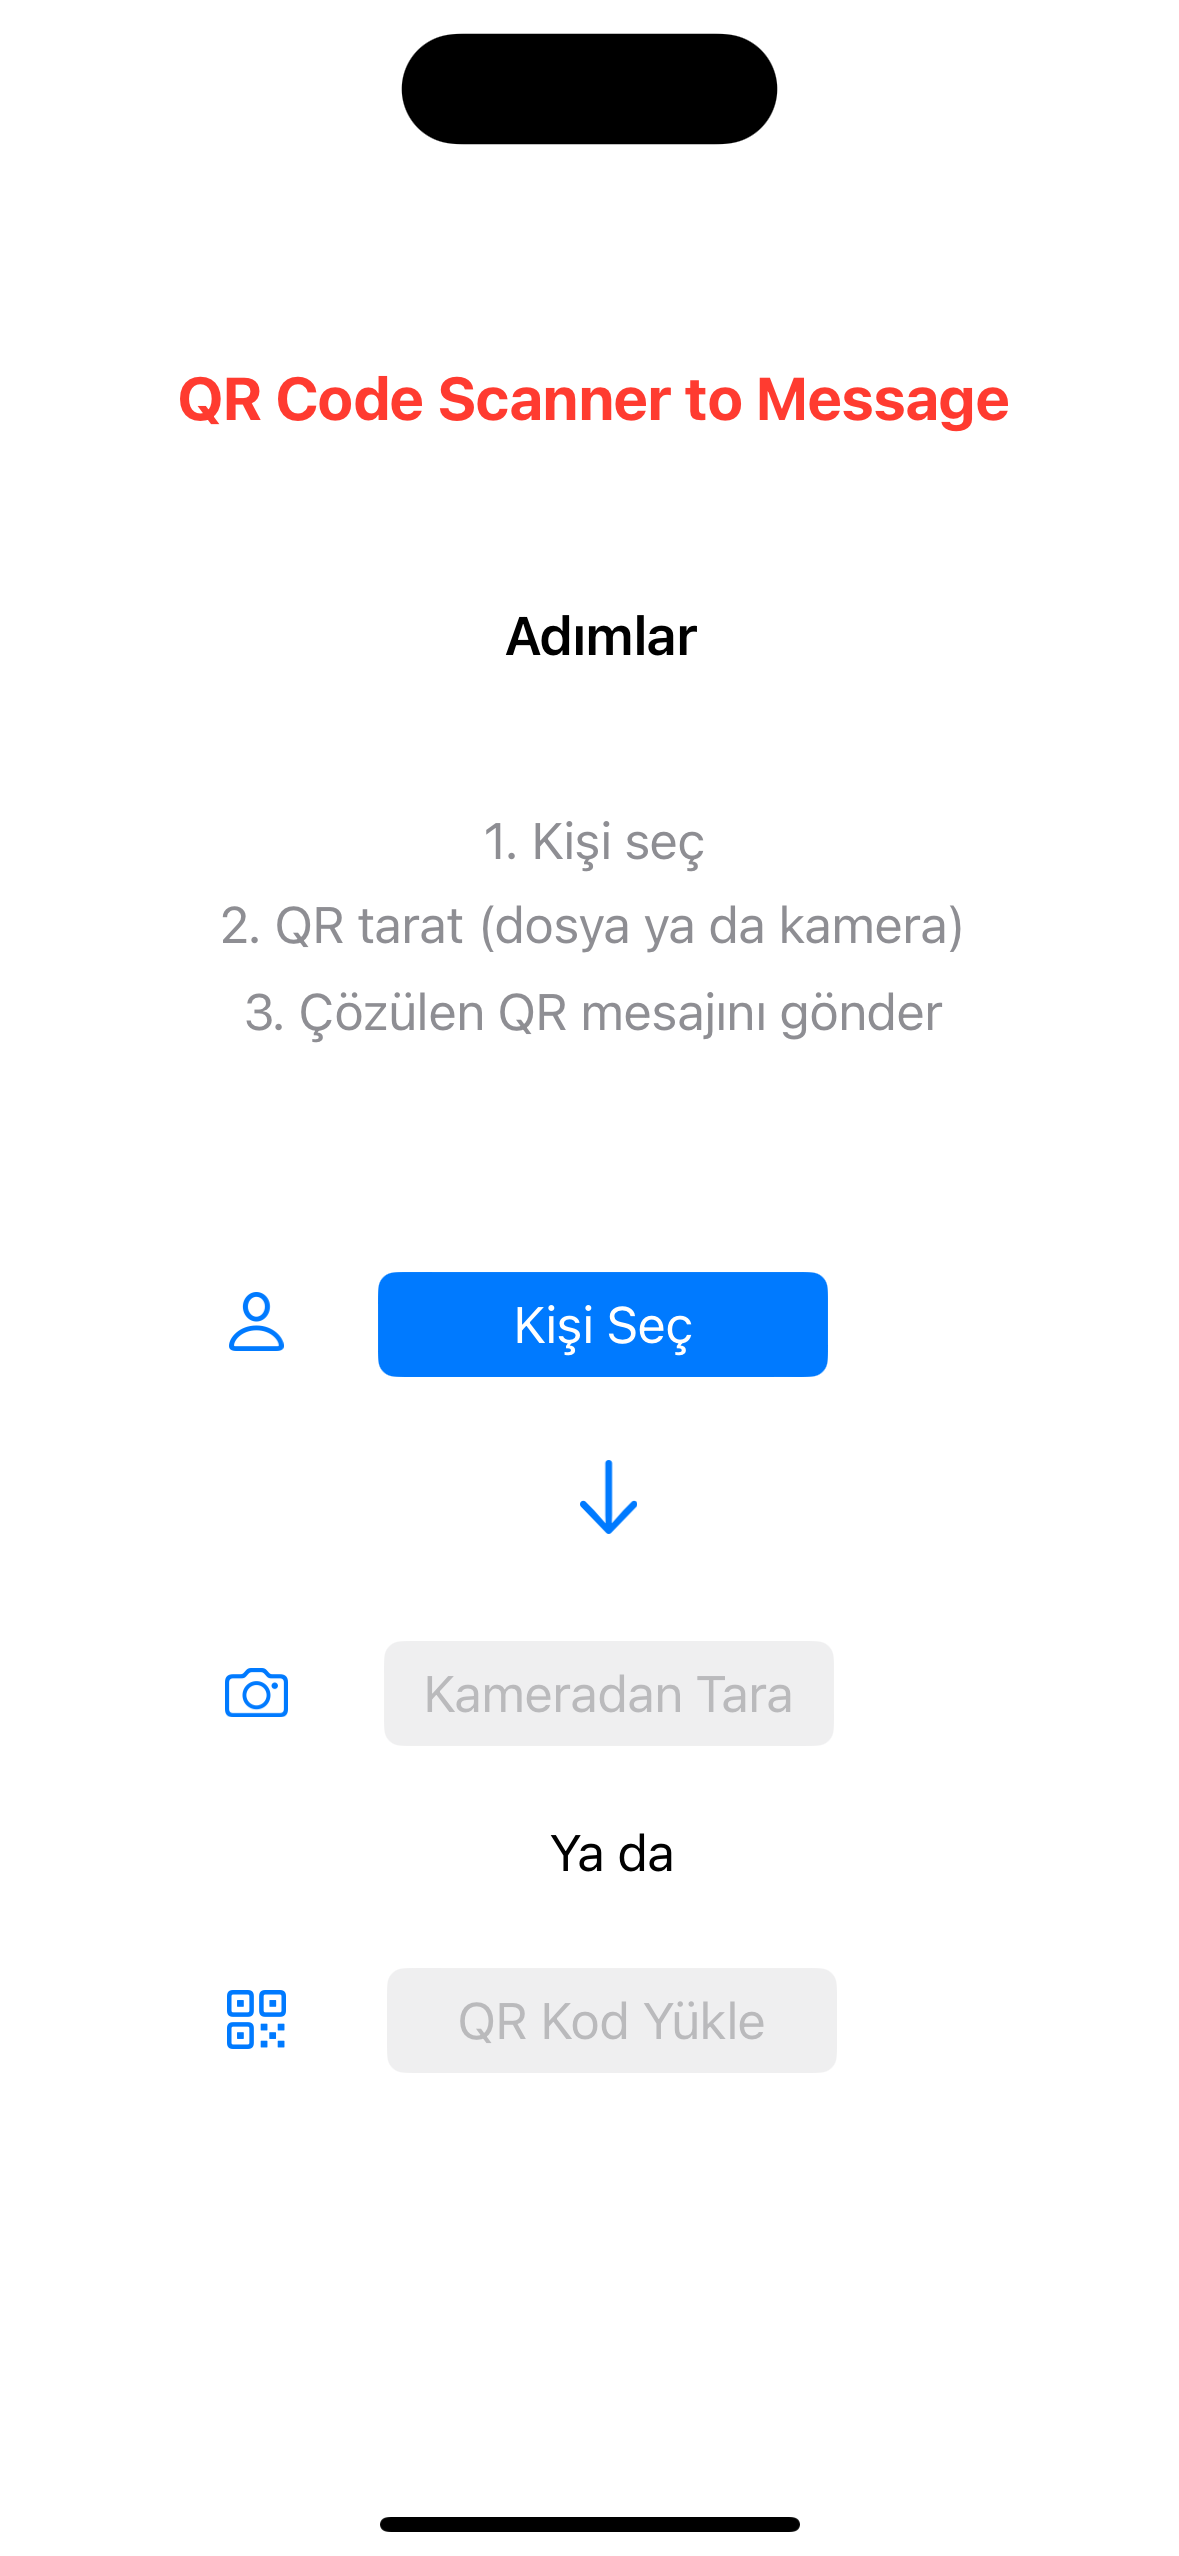 QR Code Scanner to Message
Adımlar
1. Kişi seç
2. QR tarat (dosya ya da kamera)
3. Çözülen QR mesajını gönder
Kişi Seç
Kameradan Tara
Ya da
QR Kod Yükle